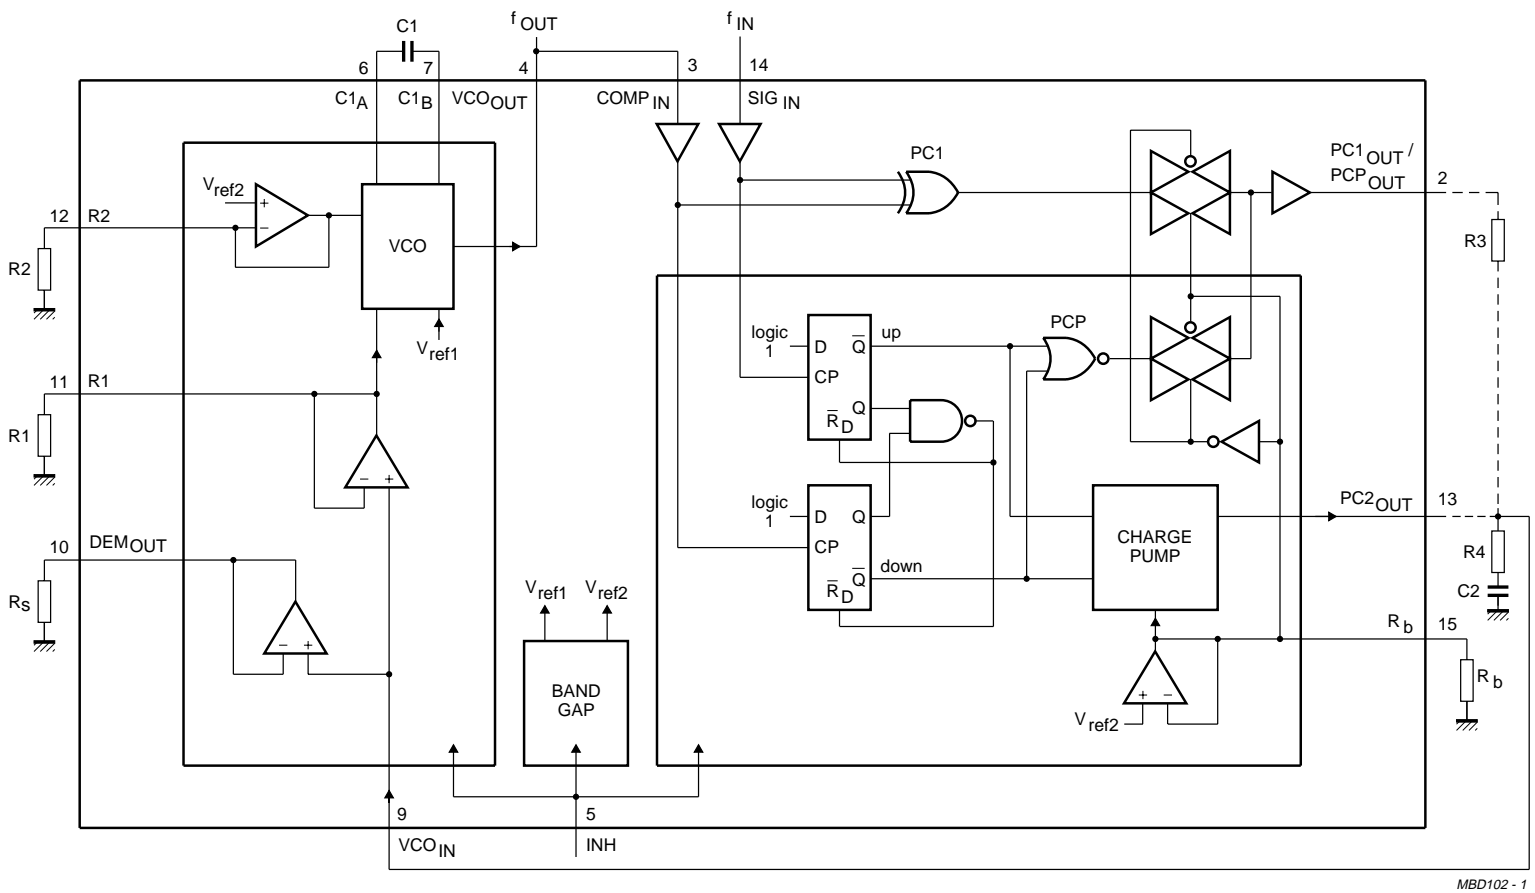 C1
f OUT
f IN
6
7
4
3
14
C1A
C1B
VCOOUT
COMPIN
SIG IN
PC1
PC1OUT /
PCPOUT
2
Vref2
+
−
12
R2
R2
VCO
R3
Vref1
logic
1
D
Q
up
CP
Q
RD
PCP
11
R1
R1
−
+
logic
1
D
Q
CP
Q
down
RD
CHARGE
PUMP
PC2OUT
13
R4
C2
10
DEMOUT
Rs
−
+
Vref1
Vref2
BAND
GAP
Rb
15
Rb
+
−
Vref2
9
5
VCOIN
INH
MBD102 - 1